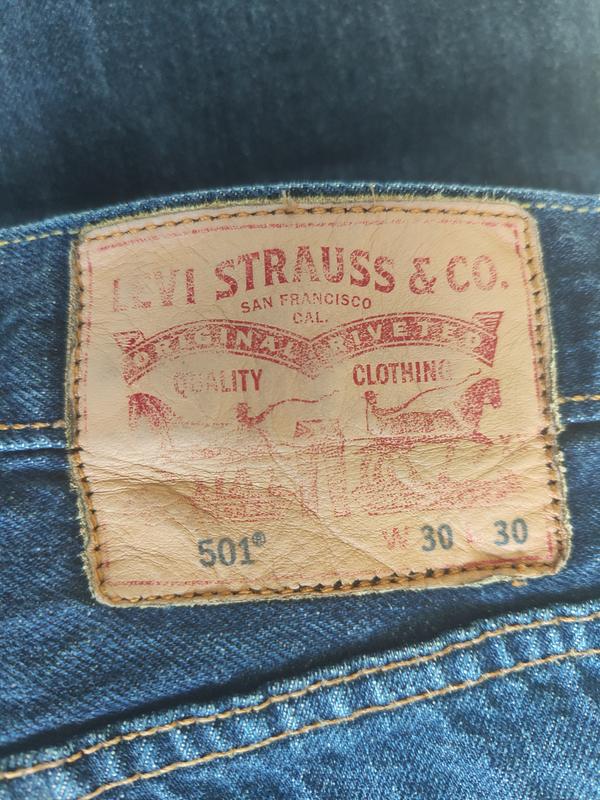 LEVI STRAUSS & CO.
SAN FRANCISCO
CAL.
ORIGINAL RIVETED
QUALITY CLOTHING
501® W 30 L 30